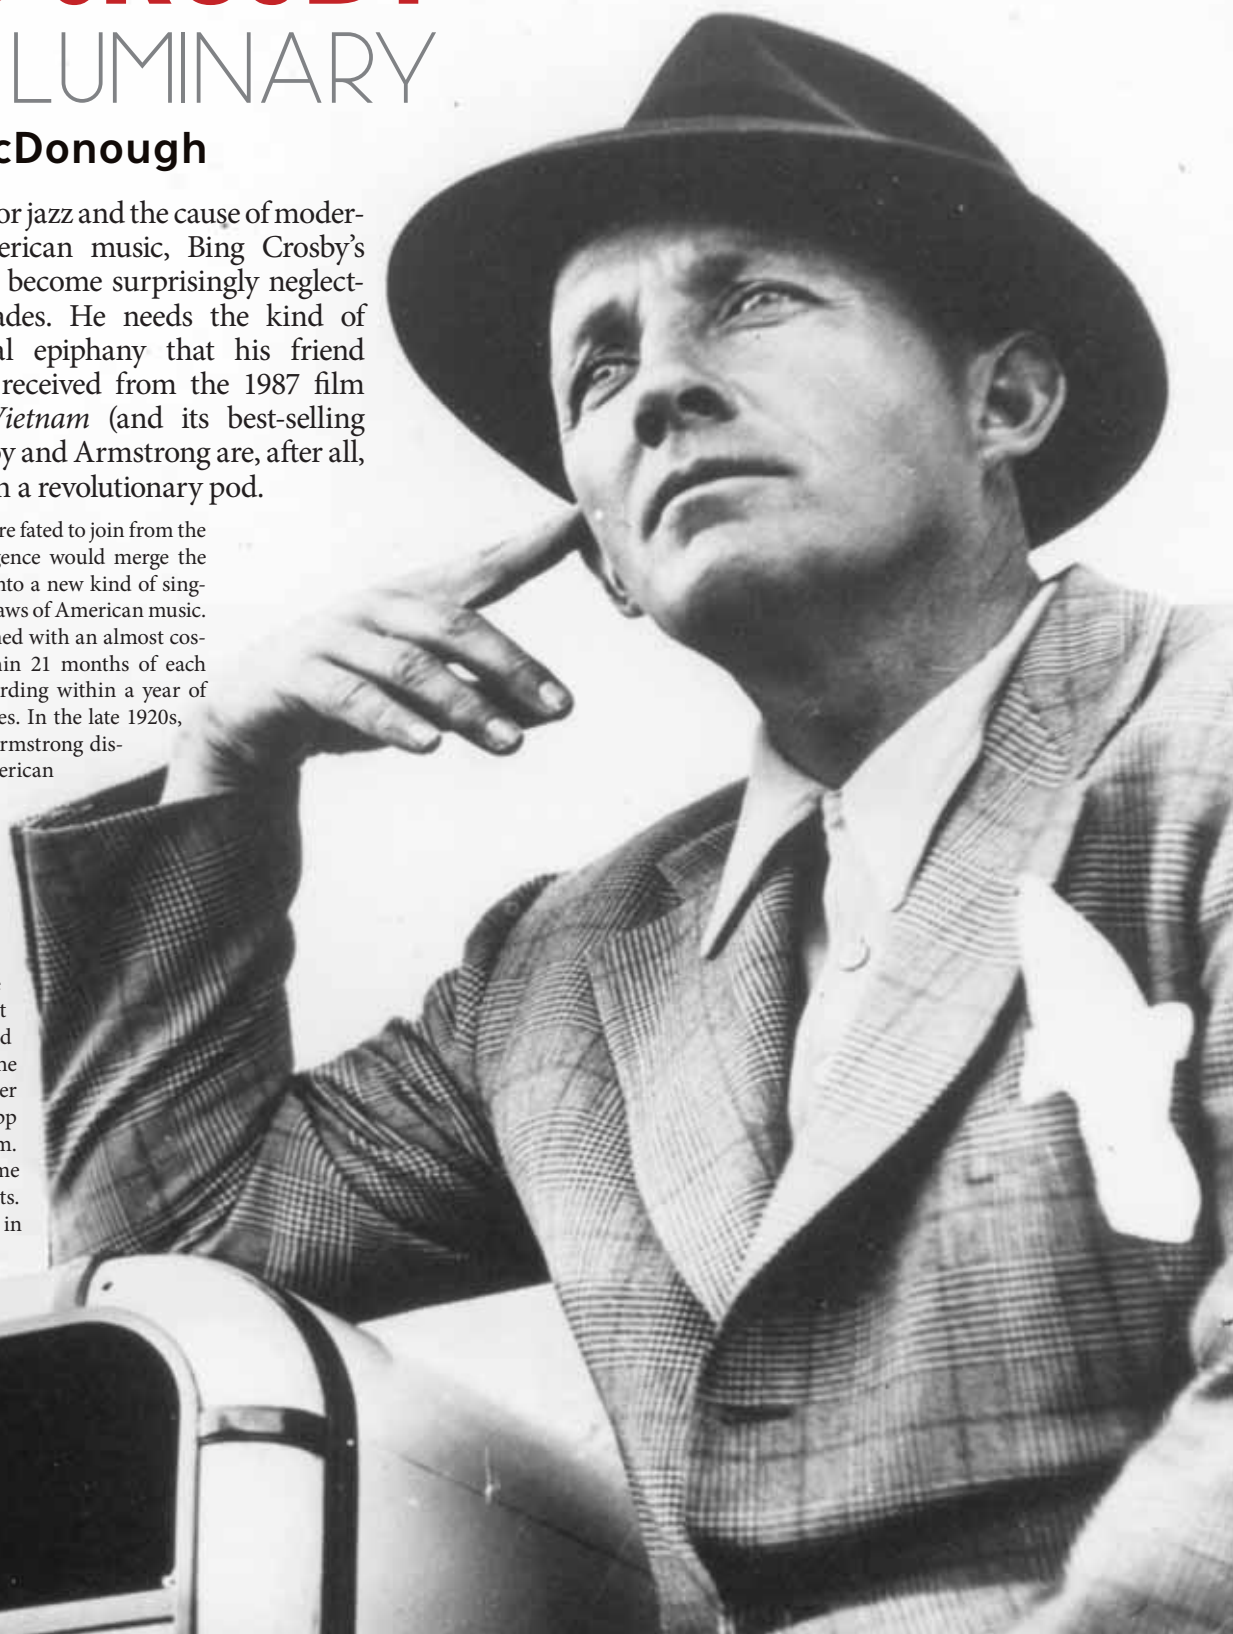 CROSBY
LUMINARY
cDonough
or jazz and the cause of moder-
erican music, Bing Crosby's
become surprisingly neglect-
ades. He needs the kind of
al epiphany that his friend
received from the 1987 film
Vietnam (and its best-selling
y and Armstrong are, after all,
n a revolutionary pod.
re fated to join from the
gence would merge the
nto a new kind of sing-
aws of American music.
ned with an almost cos-
in 21 months of each
rding within a year of
es. In the late 1920s,
rmstrong dis-
erican
t
d
ne
er
op
m.
me
ts.
in